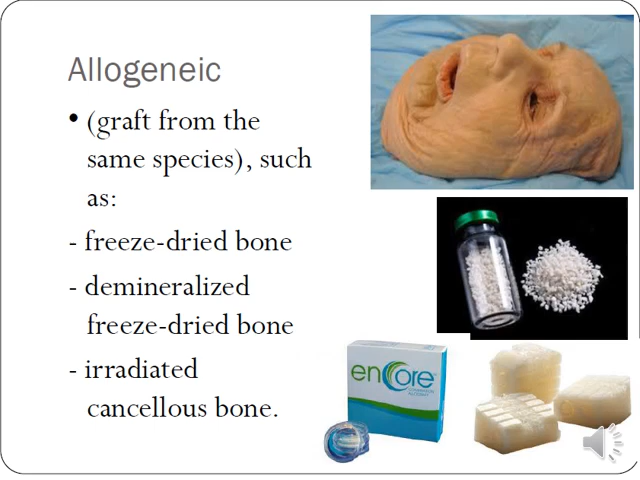 Allogeneic
• (graft from the
same species), such
as:
- freeze-dried bone
- demineralized
freeze-dried bone
- irradiated
cancellous bone.
enCore